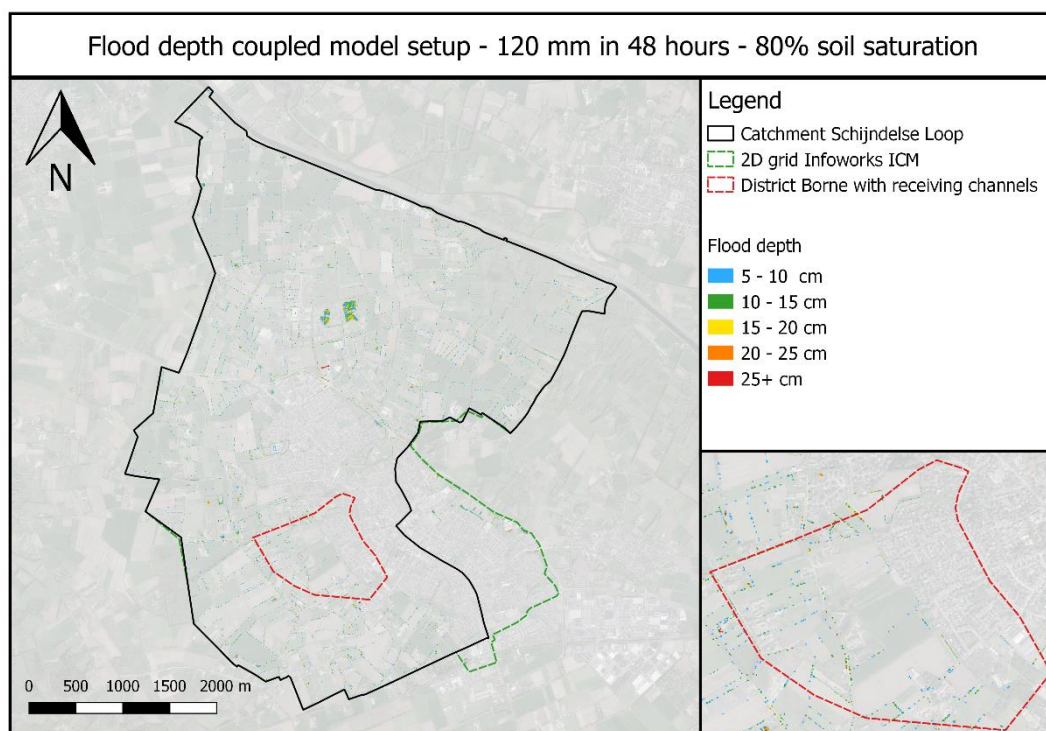 Flood depth coupled model setup - 120 mm in 48 hours - 80% soil saturation
N
0 500 1000 1500 2000 m
Legend
Catchment Schijndelse Loop
2D grid Infoworks ICM
District Borne with receiving channels
Flood depth
5 - 10 cm
10 - 15 cm
15 - 20 cm
20 - 25 cm
25+ cm